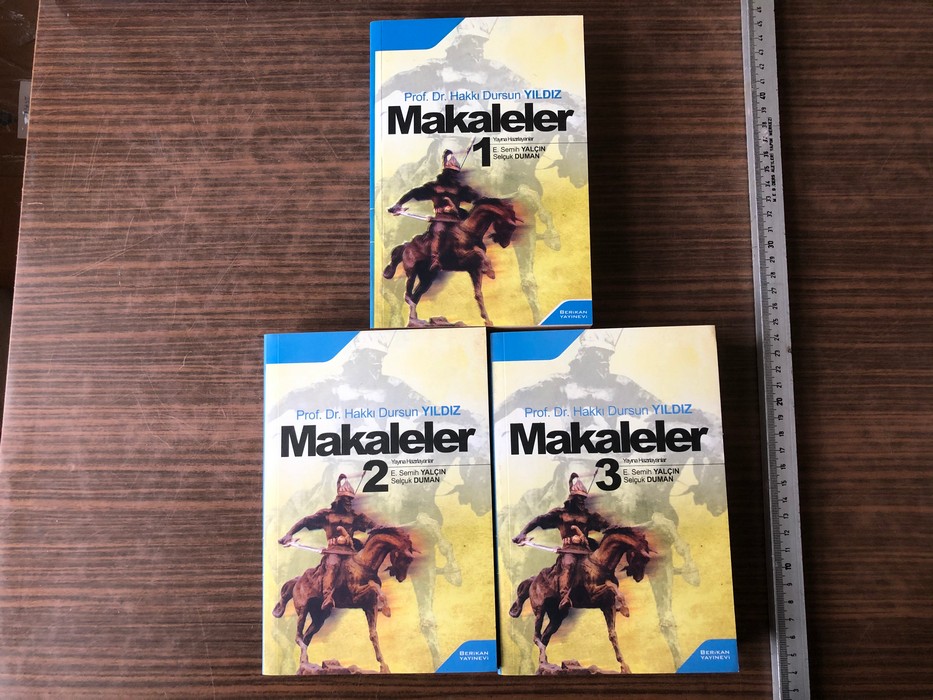 Prof. Dr. Hakkı Dursun YILDIZ
Makaleler
1
Yayına Hazırlayanlar
E. Semih YALÇIN
Selçuk DUMAN
BERİKAN
YAYINEVİ
Prof. Dr. Hakkı Dursun YILDIZ
Makaleler
2
Yayına Hazırlayanlar
E. Semih YALÇIN
Selçuk DUMAN
BERİKAN
YAYINEVİ
Prof. Dr. Hakkı Dursun YILDIZ
Makaleler
3
Yayına Hazırlayanlar
E. Semih YALÇIN
Selçuk DUMAN
BERİKAN
YAYINEVİ